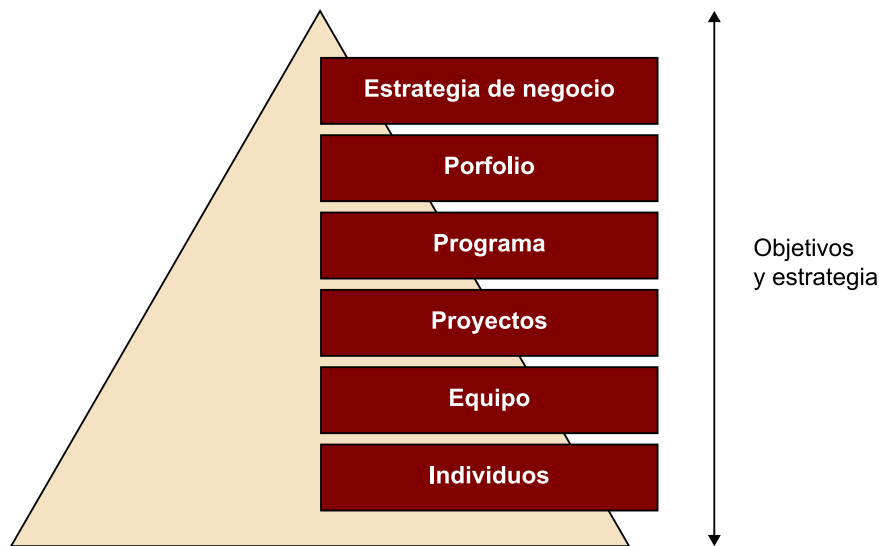 Estrategia de negocio
Porfolio
Programa
Proyectos
Equipo
Individuos
Objetivos
y estrategia